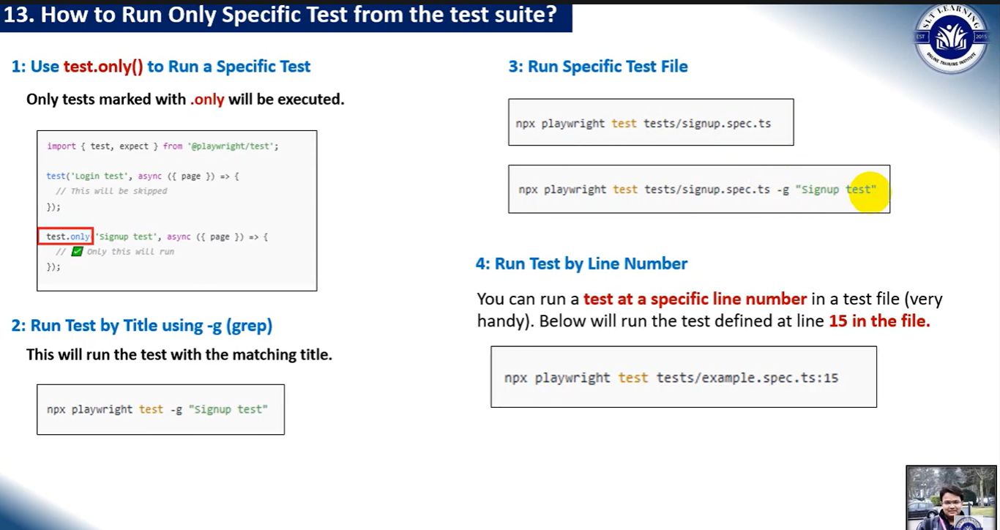 13. How to Run Only Specific Test from the test suite?
SLT LEARNING
EST
2015
ONLINE TRAINING INSTITUTE
1: Use test.only() to Run a Specific Test
Only tests marked with .only will be executed.
import { test, expect } from '@playwright/test';
test('Login test', async ({ page }) => {
// This will be skipped
});
test.only('Signup test', async ({ page }) => {
// ✅ Only this will run
});
2: Run Test by Title using -g (grep)
This will run the test with the matching title.
npx playwright test -g "Signup test"
3: Run Specific Test File
npx playwright test tests/signup.spec.ts
npx playwright test tests/signup.spec.ts -g "Signup test"
4: Run Test by Line Number
You can run a test at a specific line number in a test file (very
handy). Below will run the test defined at line 15 in the file.
npx playwright test tests/example.spec.ts:15